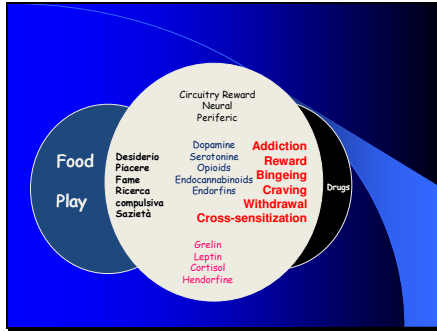 Circuitry Reward
Neural
Periferic
Food
Play
Desiderio
Piacere
Fame
Ricerca
compulsiva
Sazietà
Dopamine
Serotonine
Opioids
Endocannabinoids
Endorfins
Addiction
Reward
Bingeing
Craving
Withdrawal
Cross-sensitization
Drugs
Grelin
Leptin
Cortisol
Hendorfine